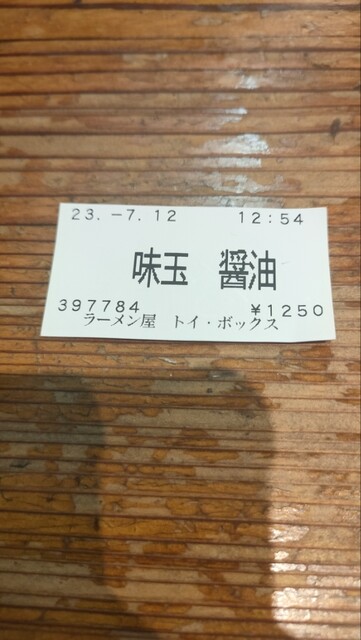 23.-7.12 12:54
味玉 醤油
397784 ¥1250
ラーメン屋 トイ・ボックス